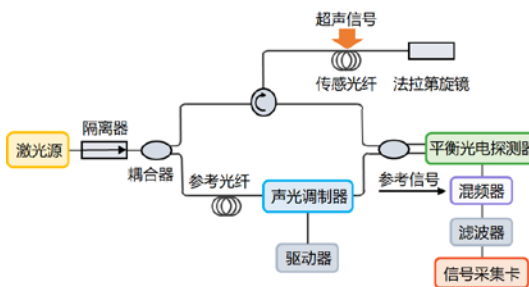 超声信号
传感光纤
法拉第旋镜
隔离器
激光源
耦合器
平衡光电探测器
参考光纤
声光调制器
参考信号
混频器
驱动器
滤波器
信号采集卡